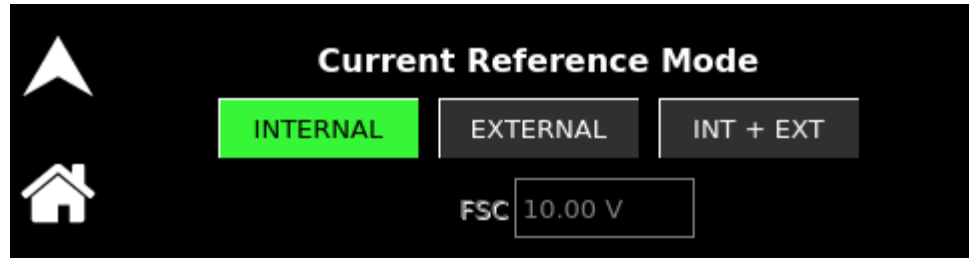 Current Reference Mode
INTERNAL EXTERNAL INT + EXT
FSC 10.00 V